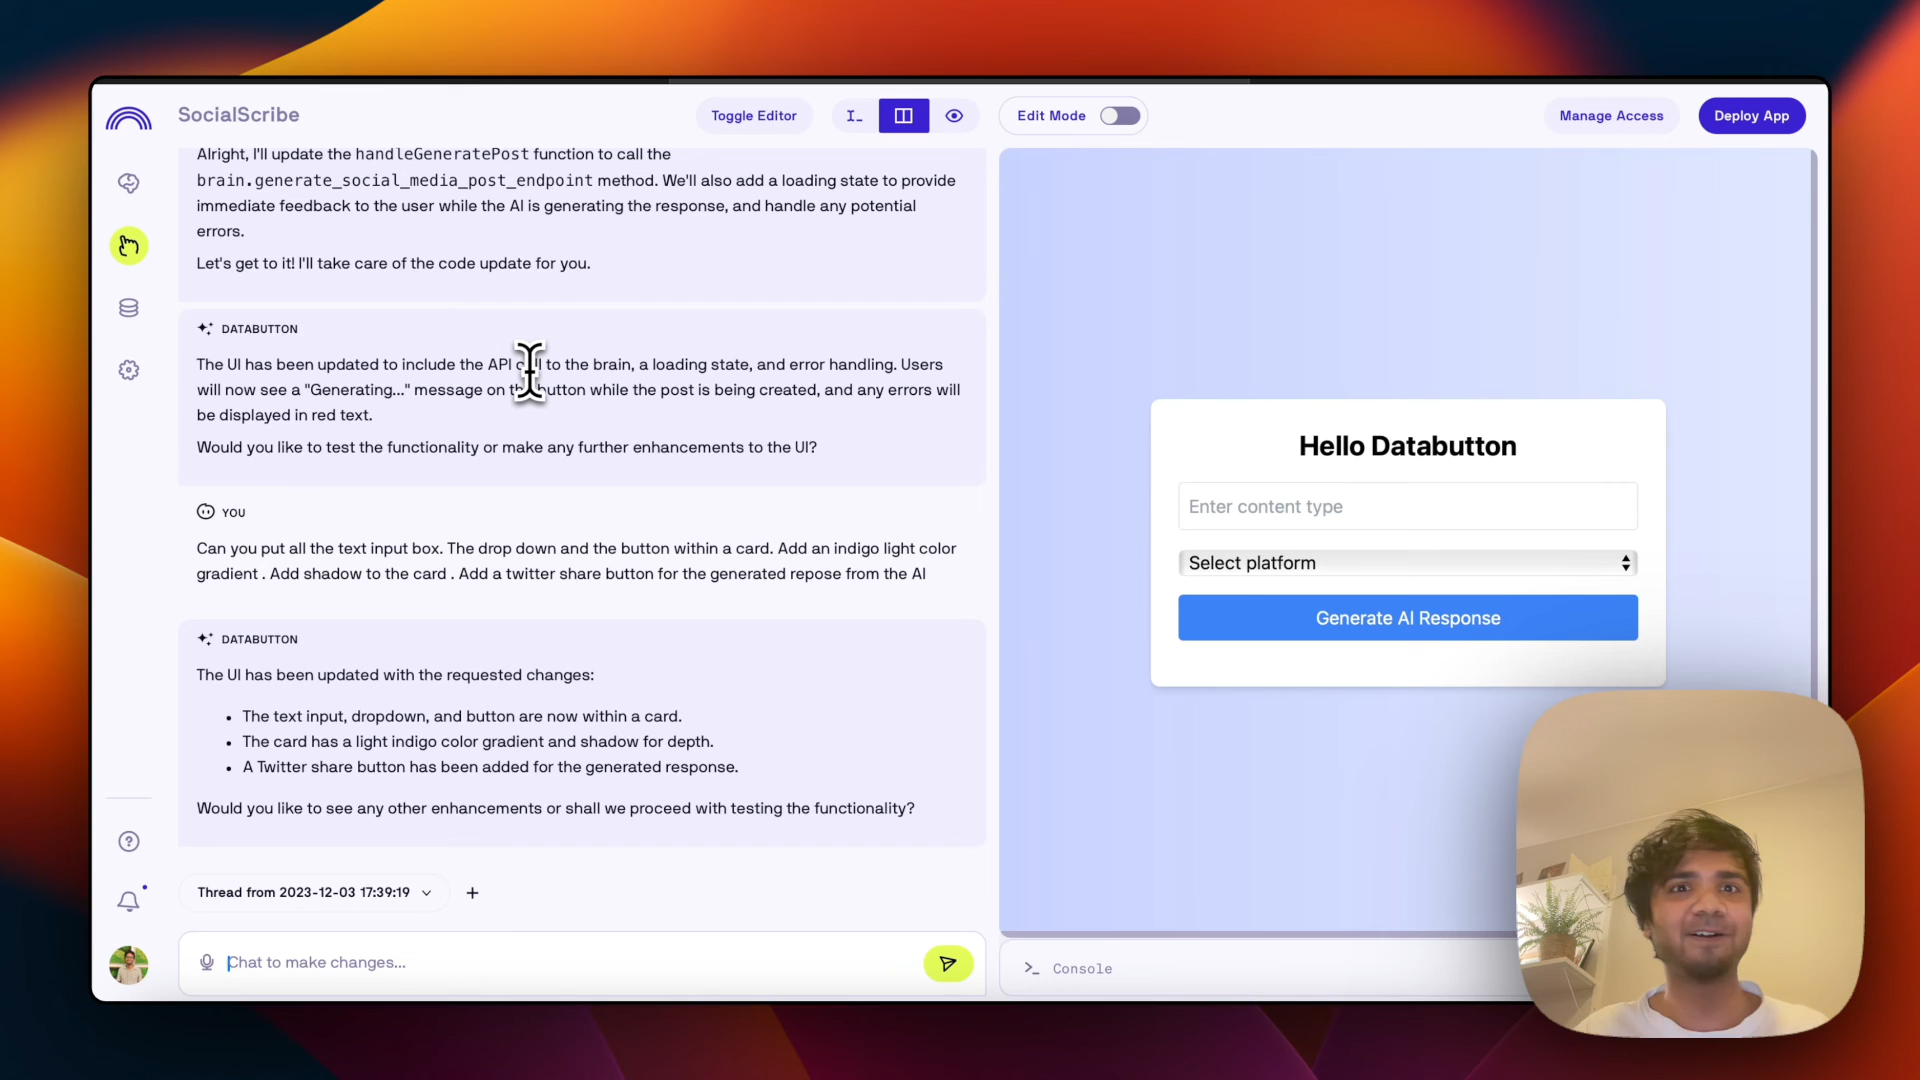 SocialScribe
Toggle Editor
Edit Mode
Manage Access
Deploy App
Alright, I'll update the handleGeneratePost function to call the
brain.generate_social_media_post_endpoint method. We'll also add a loading state to provide
immediate feedback to the user while the AI is generating the response, and handle any potential
errors.
Let's get to it! I'll take care of the code update for you.
DATABUTTON
The UI has been updated to include the API call to the brain, a loading state, and error handling. Users
will now see a "Generating..." message on the button while the post is being created, and any errors will
be displayed in red text.
Would you like to test the functionality or make any further enhancements to the UI?
YOU
Can you put all the text input box. The drop down and the button within a card. Add an indigo light color
gradient . Add shadow to the card . Add a twitter share button for the generated repose from the AI
DATABUTTON
The UI has been updated with the requested changes:
• The text input, dropdown, and button are now within a card.
• The card has a light indigo color gradient and shadow for depth.
• A Twitter share button has been added for the generated response.
Would you like to see any other enhancements or shall we proceed with testing the functionality?
Thread from 2023-12-03 17:39:19
Chat to make changes...
Hello Databutton
Enter content type
Select platform
Generate AI Response
Console